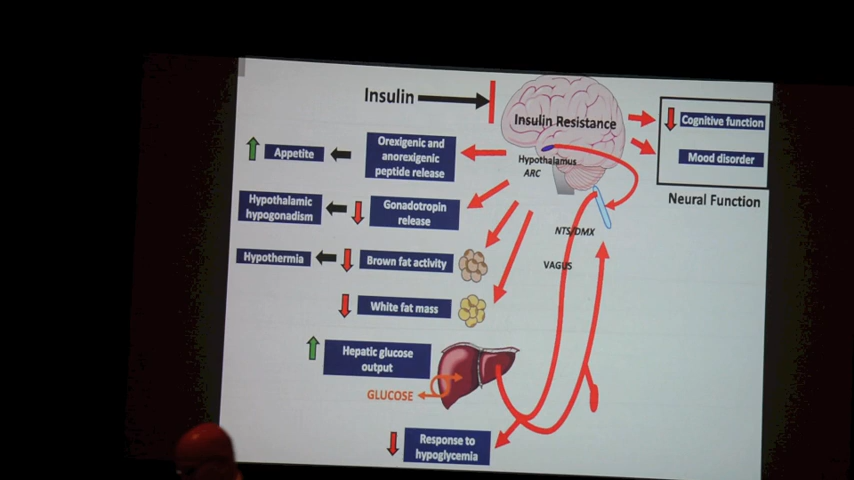 Insulin
Insulin Resistance
Cognitive function
Mood disorder
Neural Function
Hypothalamus
ARC
Orexigenic and
anorexigenic
peptide release
Appetite
Gonadotropin
release
Hypothalamic
hypogonadism
NTS/DMX
VAGUS
Brown fat activity
Hypothermia
White fat mass
Hepatic glucose
output
GLUCOSE
Response to
hypoglycemia